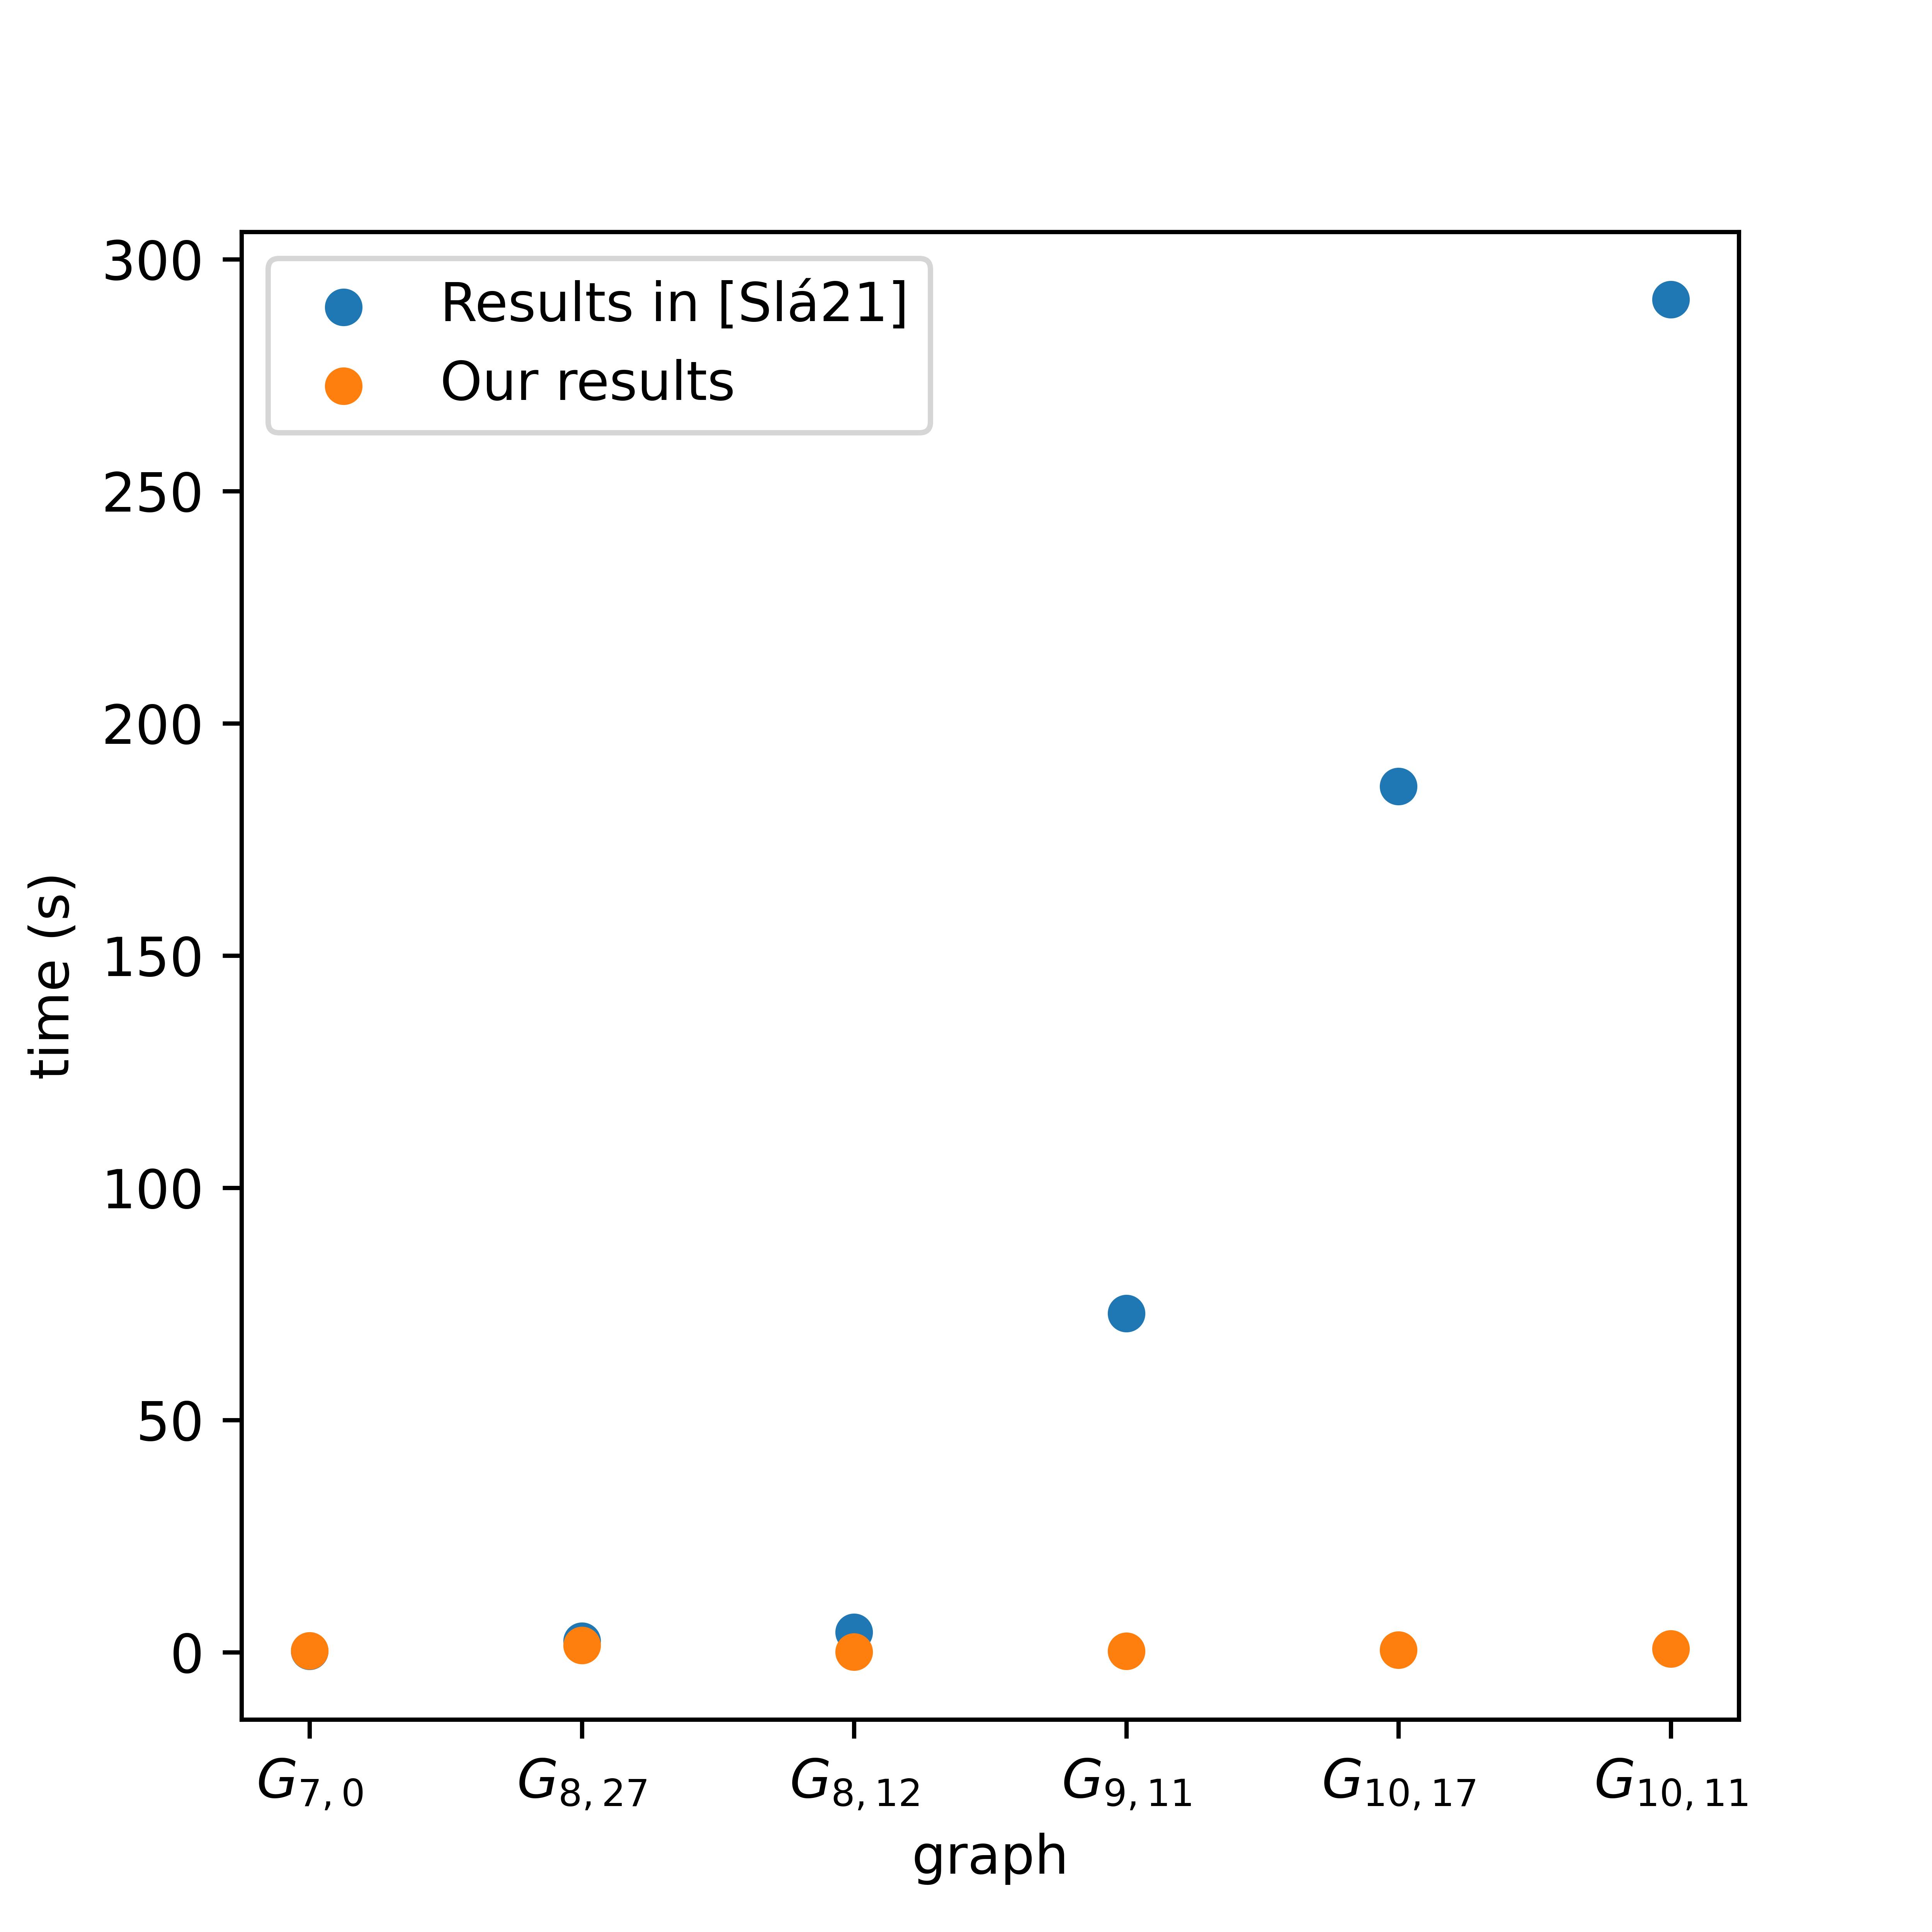 300
250
200
150
100
50
0
time (s)
Results in [Slá21]
Our results
G7,0 G8,27 G8,12 G9,11 G10,17 G10,11
graph